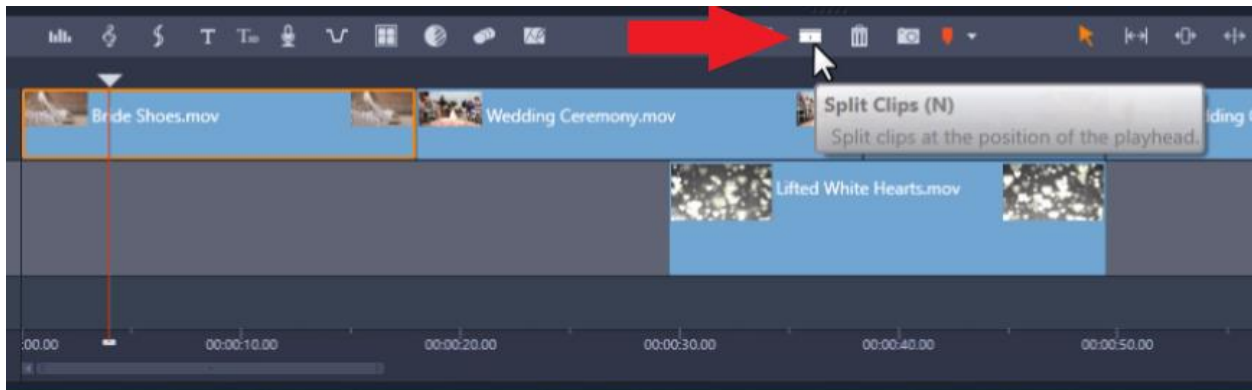 T T
Bride Shoes.mov
Wedding Ceremony.mov
Split Clips (N)
Split clips at the position of the playhead.
Lifted White Hearts.mov
:00.00 00:00:10.00 00:00:20.00 00:00:30.00 00:00:40.00 00:00:50.00